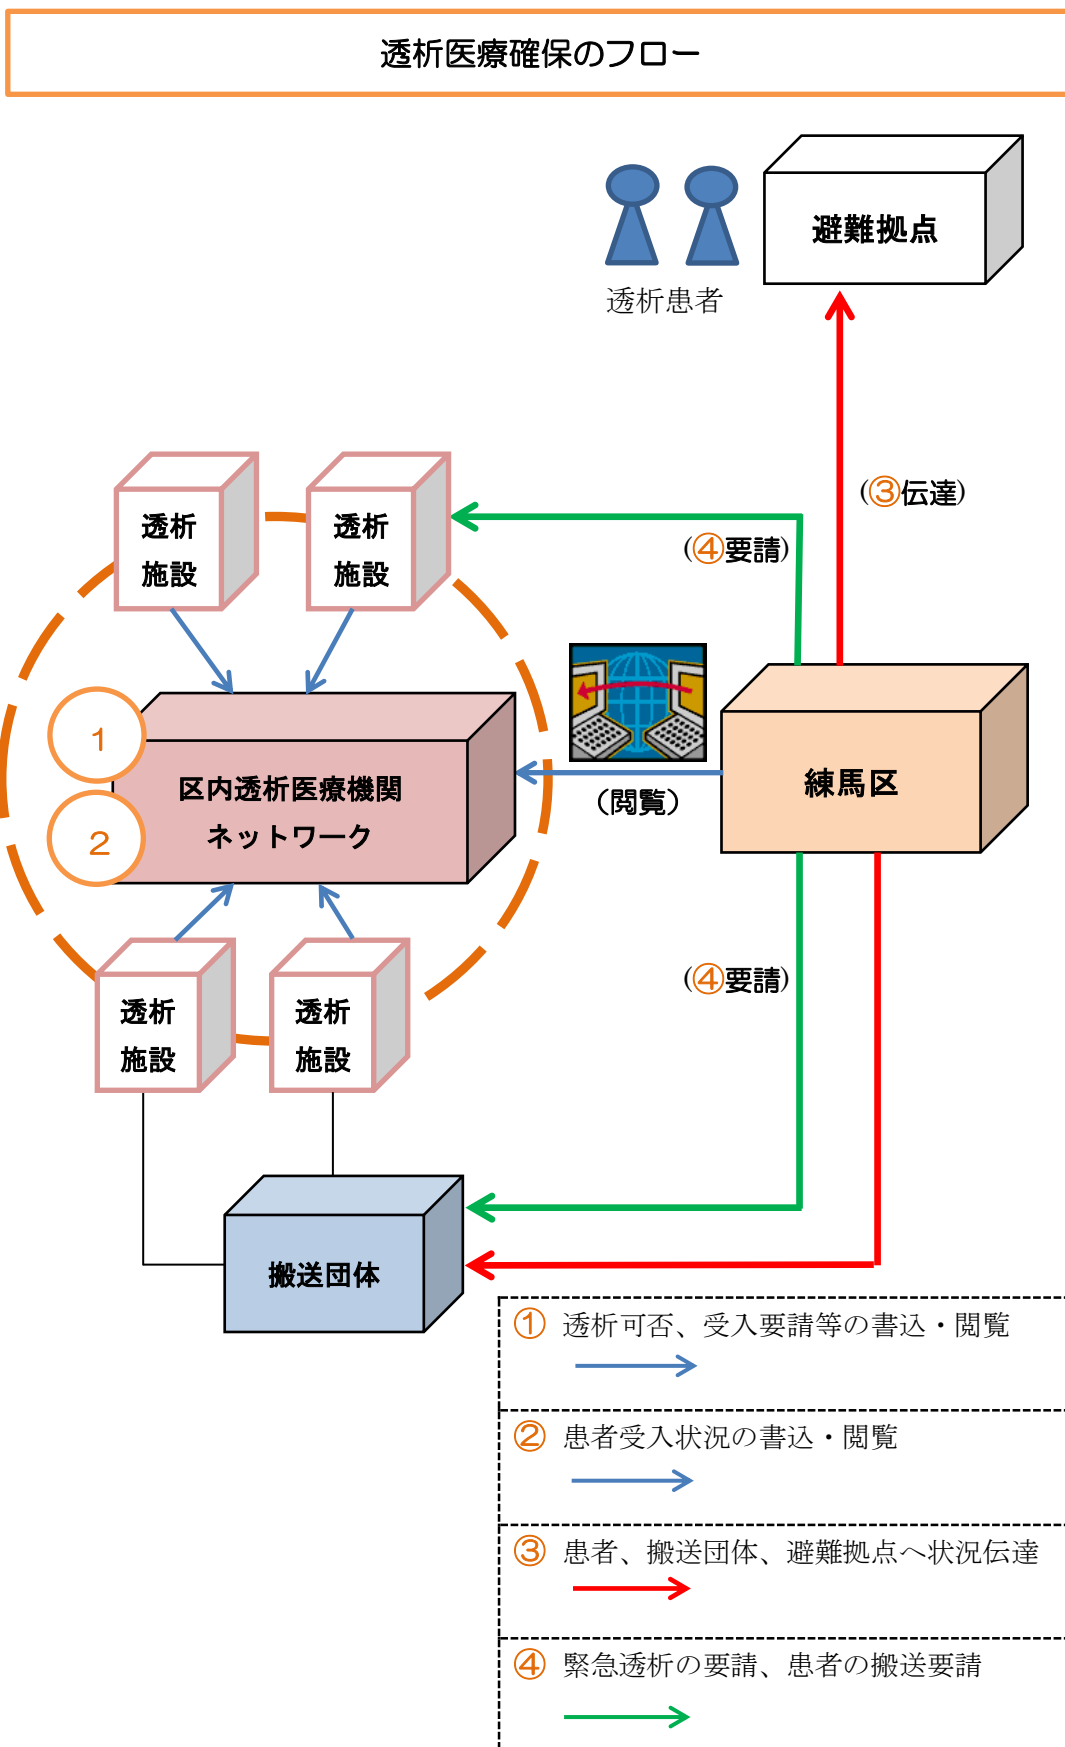 透析医療確保のフロー
避難拠点
透析患者
(③伝達)
透析
施設
透析
施設
(④要請)
1
2
区内透析医療機関
ネットワーク
(閲覧)
練馬区
(④要請)
透析
施設
透析
施設
搬送団体
① 透析可否、受入要請等の書込・閲覧
② 患者受入状況の書込・閲覧
③ 患者、搬送団体、避難拠点へ状況伝達
④ 緊急透析の要請、患者の搬送要請